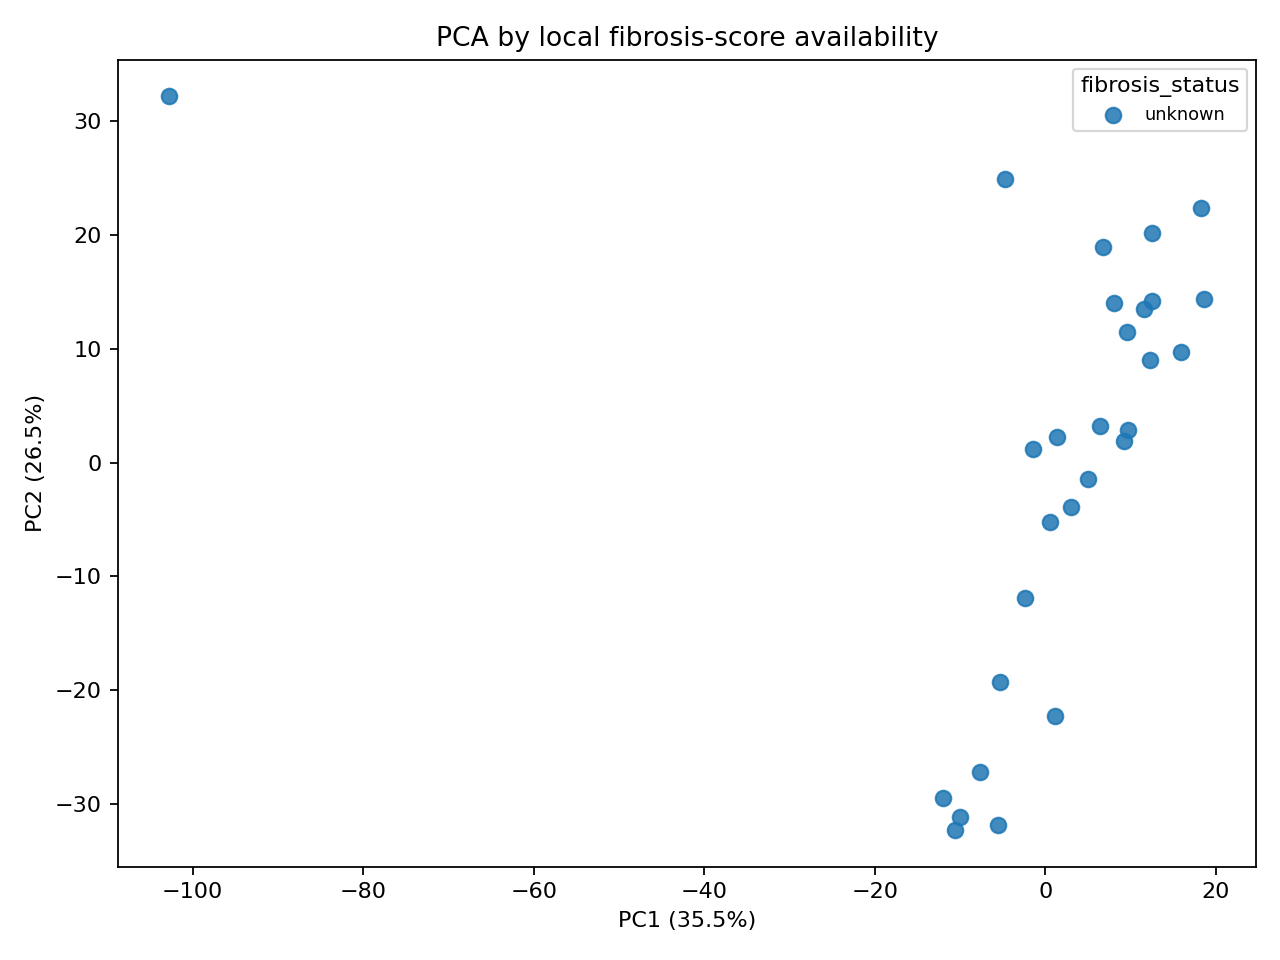 PCA by local fibrosis-score availability
fibrosis_status
unknown
30
20
10
0
−10
−20
−30
PC2 (26.5%)
−100
−80
−60
−40
−20
0
20
PC1 (35.5%)